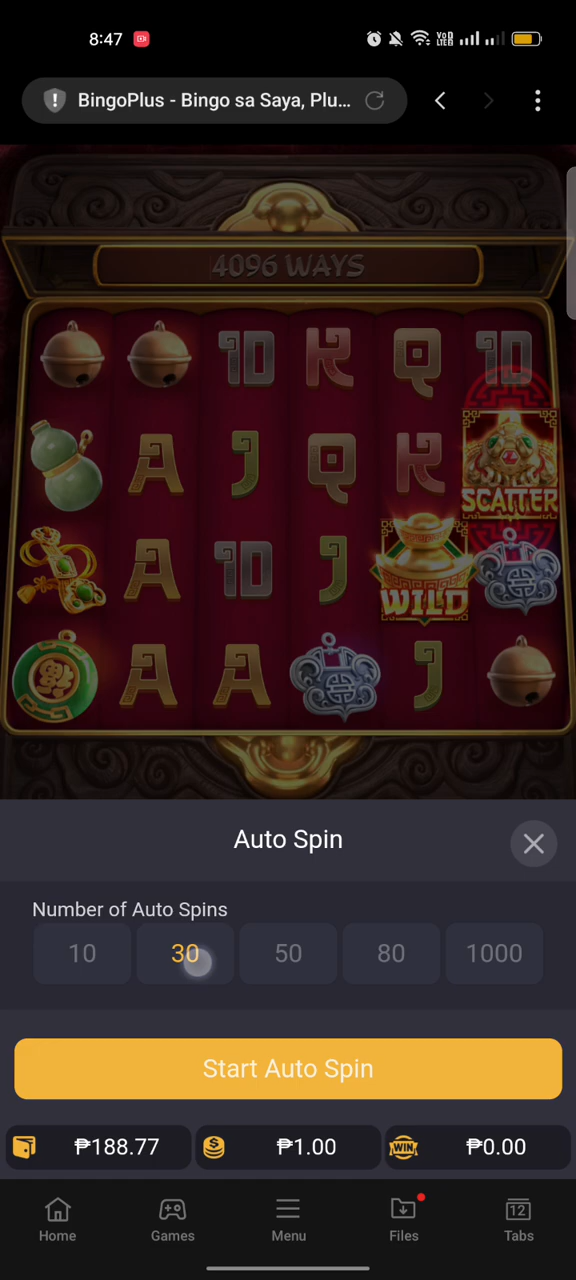 8:47
VoD LTED
BingoPlus - Bingo sa Saya, Plu...
4096 WAYS
10 K Q 10
A J Q K SCATTER
A 10 J WILD
A A J
Auto Spin
Number of Auto Spins
10 30 50 80 1000
Start Auto Spin
₱188.77 $ ₱1.00 WIN ₱0.00
12
Home Games Menu Files Tabs